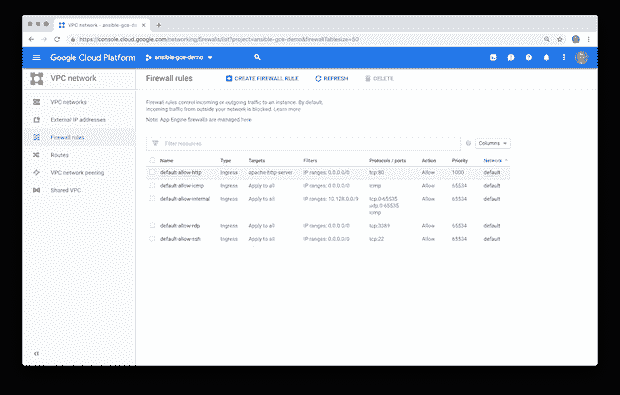 VPC network - ansible-gce-demo
https://console.cloud.google.com/networking/firewalls/list?project=ansible-gce-demo&firewallTablesize=50
Google Cloud Platform
ansible-gce-demo
VPC network
Firewall rules
CREATE FIREWALL RULE
REFRESH
DELETE
VPC networks
External IP addresses
Firewall rules
Routes
VPC network peering
Shared VPC
Firewall rules control incoming or outgoing traffic to an instance. By default,
incoming traffic from outside your network is blocked. Learn more
Note: App Engine firewalls are managed here
Filter resources
Columns
Name Type Targets Filters Protocols / ports Action Priority Network
default-allow-http Ingress apache-http-server IP ranges: 0.0.0.0/0 tcp:80 Allow 1000 default
default-allow-icmp Ingress Apply to all IP ranges: 0.0.0.0/0 icmp Allow 65534 default
default-allow-internal Ingress Apply to all IP ranges: 10.128.0.0/9 tcp:0-65535 Allow 65534 default
udp:0-65535
icmp
default-allow-rdp Ingress Apply to all IP ranges: 0.0.0.0/0 tcp:3389 Allow 65534 default
default-allow-ssh Ingress Apply to all IP ranges: 0.0.0.0/0 tcp:22 Allow 65534 default